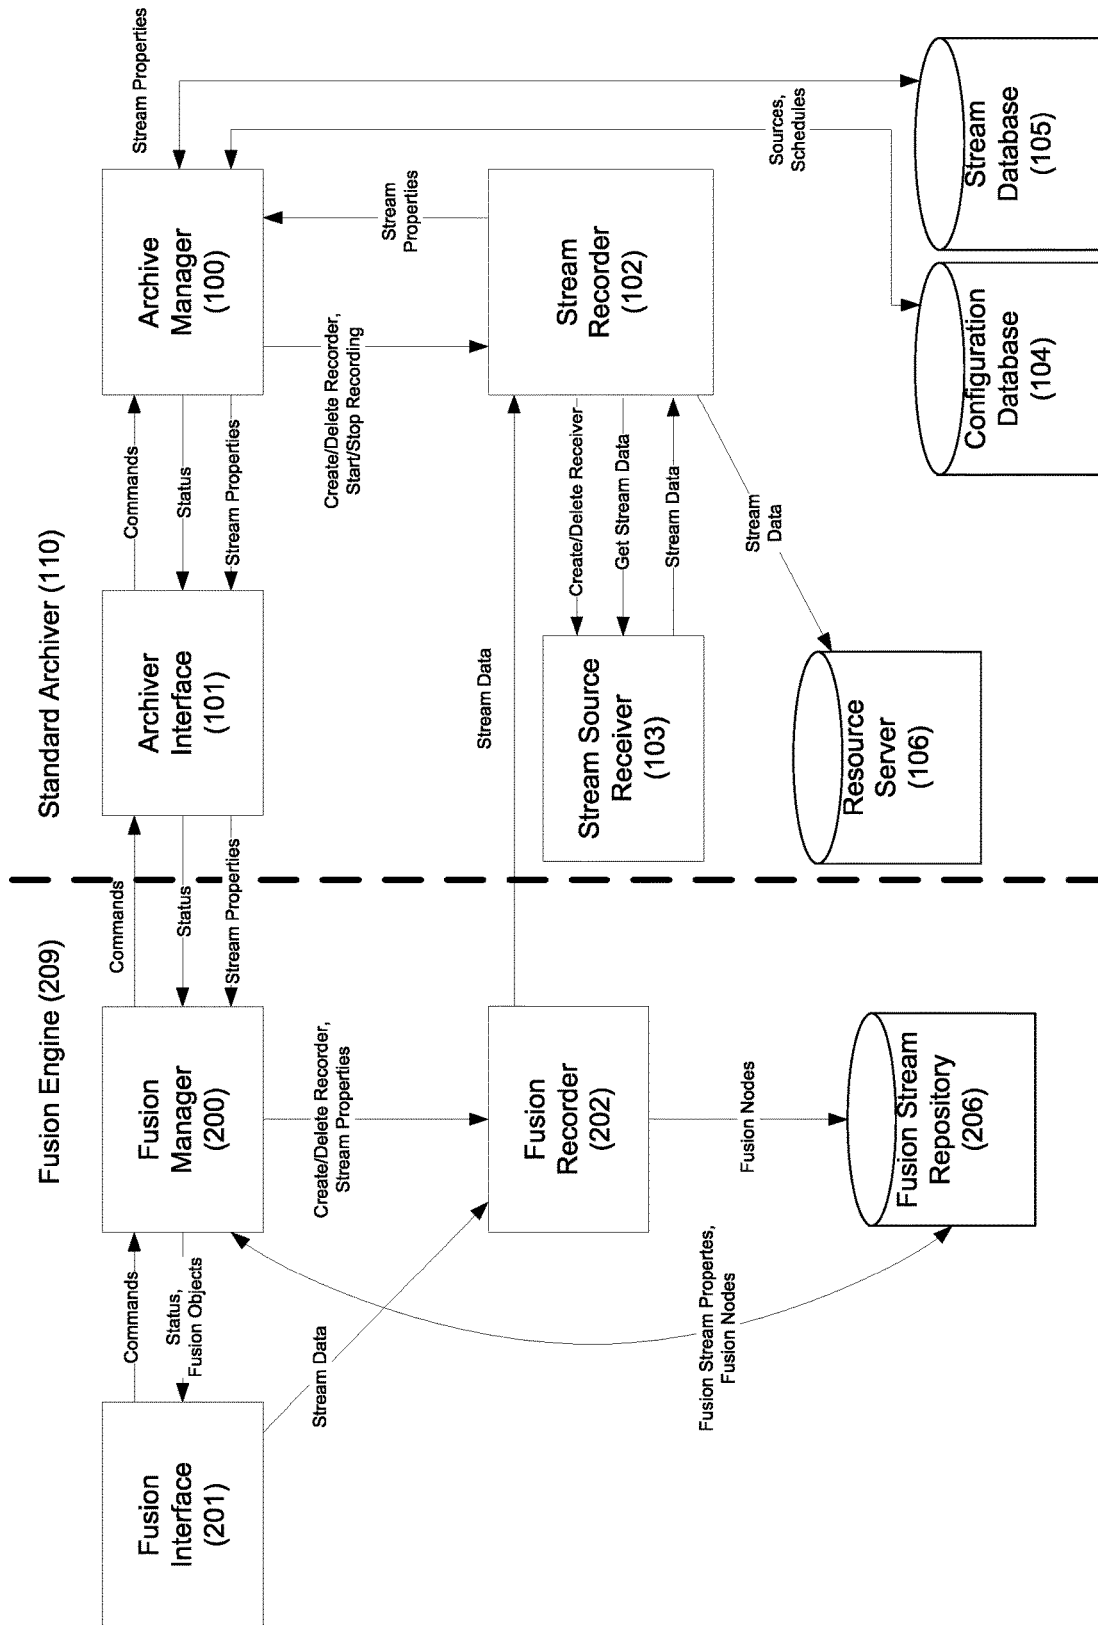 Fusion Engine (209)
Standard Archiver (110)
Fusion
Interface
(201)
Commands
Status,
Fusion Objects
Fusion
Manager
(200)
Commands
Status
Stream Properties
Archiver
Interface
(101)
Commands
Status
Stream Properties
Archive
Manager
(100)
Stream Properties
Stream Data
Create/Delete Recorder,
Stream Properties
Create/Delete Recorder,
Start/Stop Recording
Stream
Properties
Fusion
Recorder
(202)
Stream Data
Stream
Recorder
(102)
Create/Delete Receiver
Get Stream Data
Stream Data
Stream Source
Receiver
(103)
Stream
Data
Sources,
Schedules
Fusion Stream Propertes,
Fusion Nodes
Fusion Nodes
Fusion Stream
Repository
(206)
Resource
Server
(106)
Configuration
Database
(104)
Stream
Database
(105)